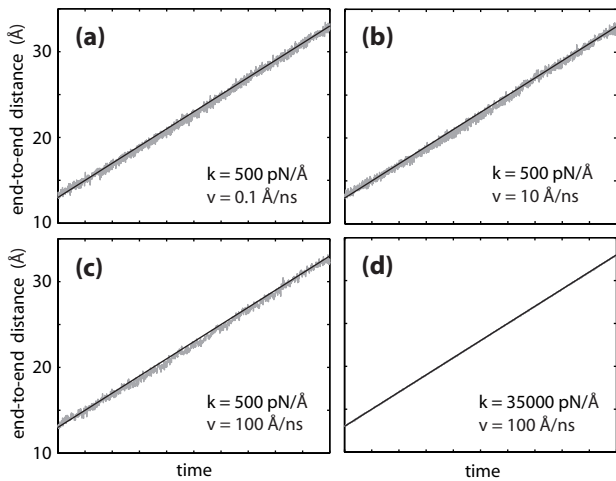 (a)
30
20
10
end-to-end distance (Å)
k = 500 pN/Å
v = 0.1 Å/ns
(b)
k = 500 pN/Å
v = 10 Å/ns
(c)
30
20
10
end-to-end distance (Å)
k = 500 pN/Å
v = 100 Å/ns
time
(d)
k = 35000 pN/Å
v = 100 Å/ns
time